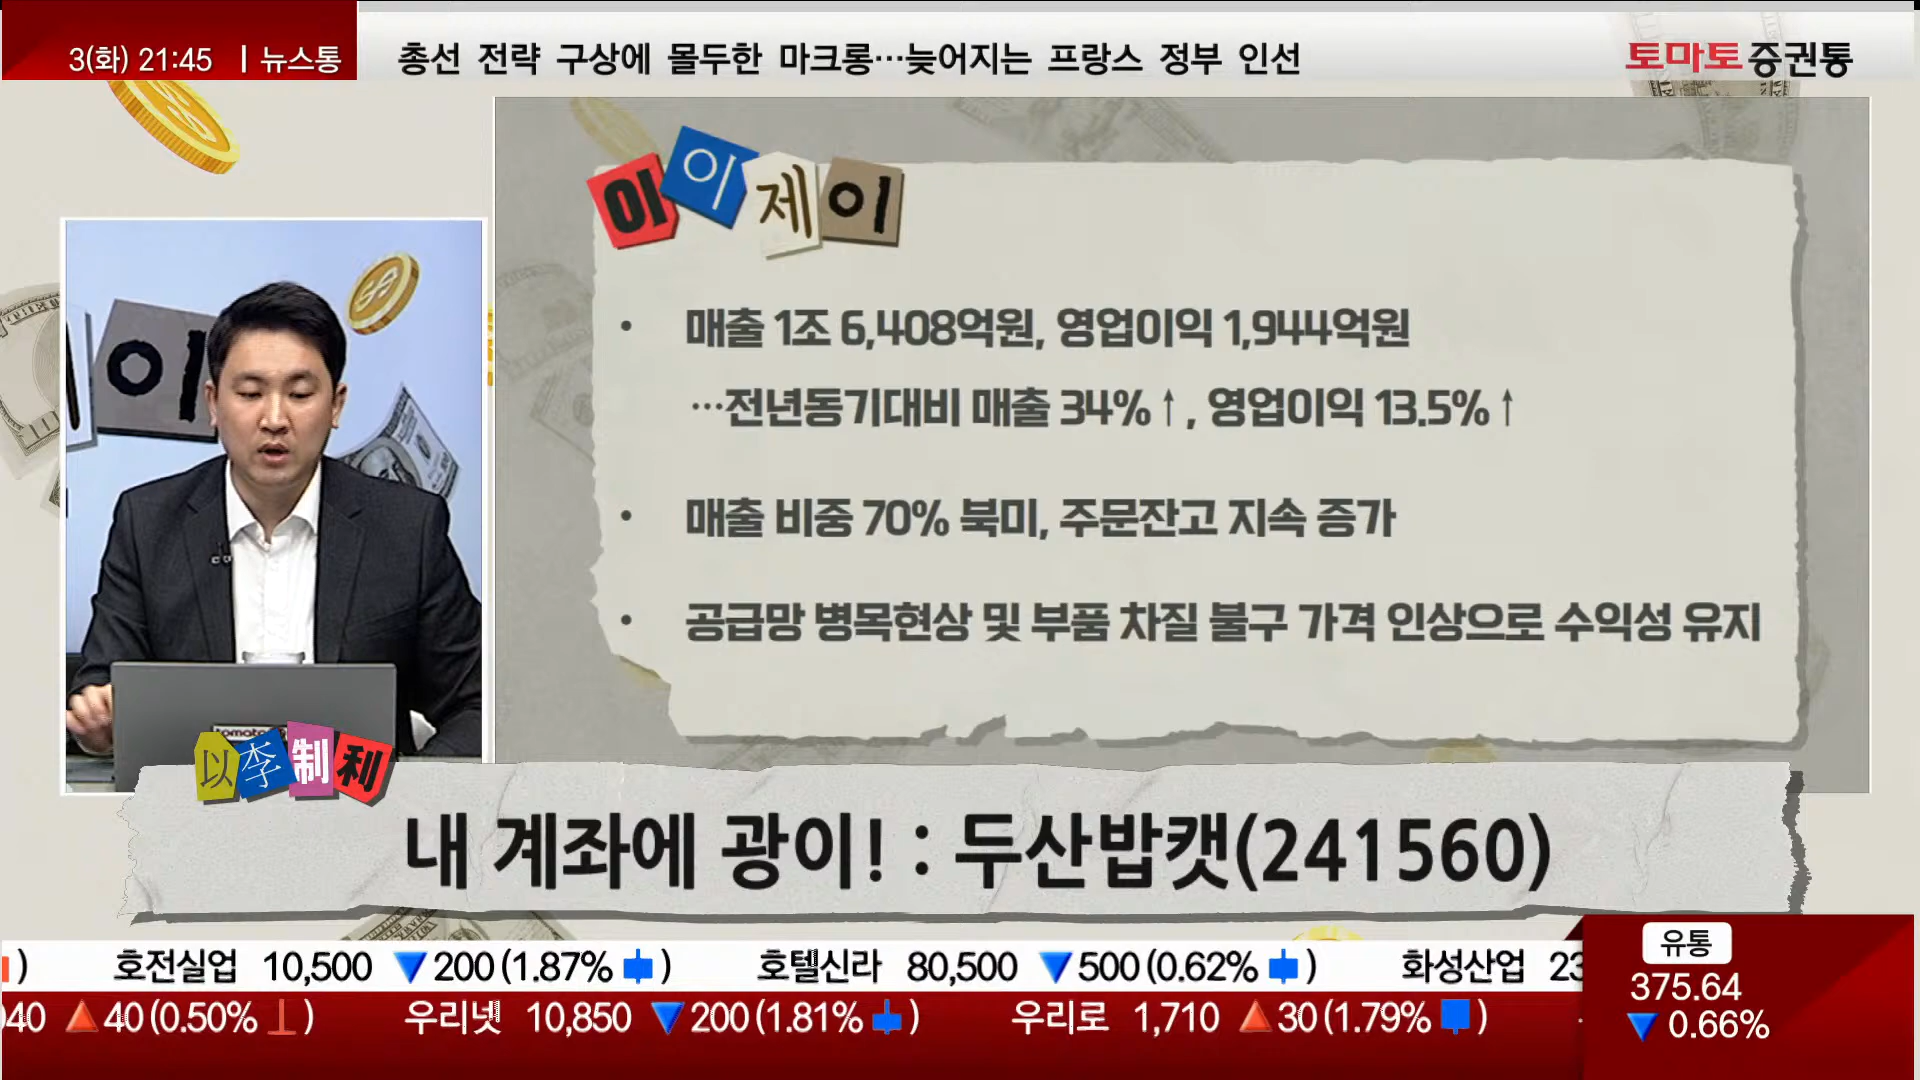 3(화) 21:45 | 뉴스통
총선 전략 구상에 몰두한 마크롱…늦어지는 프랑스 정부 인선
토마토증권통
이이제이
• 매출 1조 6,408억원, 영업이익 1,944억원
…전년동기대비 매출 34%↑, 영업이익 13.5%↑
• 매출 비중 70% 북미, 주문잔고 지속 증가
• 공급망 병목현상 및 부품 차질 불구 가격 인상으로 수익성 유지
이
tomato
以李制利
내 계좌에 광이! : 두산밥캣(241560)
) 호전실업 10,500 ▼200(1.87% ) 호텔신라 80,500 ▼500(0.62% ) 화성산업 23
040 ▲40(0.50% ) 우리넷 10,850 ▼200(1.81% ) 우리로 1,710 ▲30(1.79% )
유통
375.64
▼ 0.66%